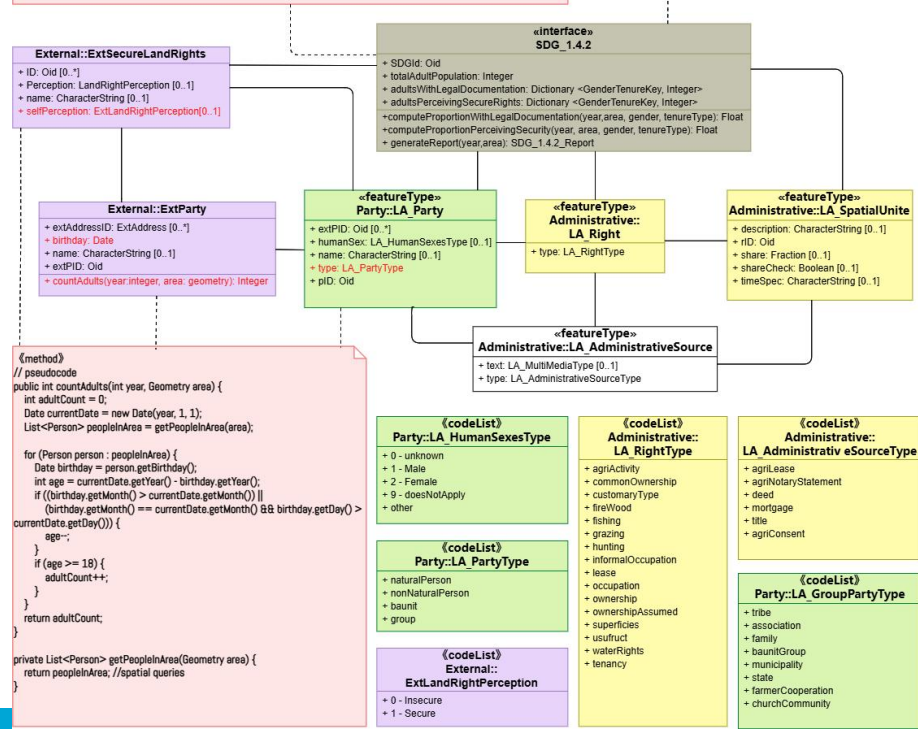 «interface»
SDG_1.4.2
+ SDGId: Oid
+ totalAdultPopulation: Integer
+ adultsWithLegalDocumentation: Dictionary <GenderTenureKey, Integer>
+ adultsPerceivingSecureRights: Dictionary <GenderTenureKey, Integer>
+computeProportionWithLegalDocumentation(year,area, gender, tenureType): Float
+computeProportionPerceivingSecurity(year, area, gender, tenureType): Float
+ generateReport(year,area): SDG_1.4.2_Report
External::ExtSecureLandRights
+ ID: Oid [0..*]
+ Perception: LandRightPerception [0..1]
+ name: CharacterString [0..1]
+ selfPerception: ExtLandRightPerception[0..1]
External::ExtParty
+ extAddressID: ExtAddress [0..*]
+ birthday: Date
+ name: CharacterString [0..1]
+ extPID: Oid
+ countAdults(year:integer, area: geometry): Integer
«featureType»
Party::LA_Party
+ extPID: Oid [0..*]
+ humanSex: LA_HumanSexesType [0..1]
+ name: CharacterString [0..1]
+ type: LA_PartyType
+ pID: Oid
«featureType»
Administrative::
LA_Right
+ type: LA_RightType
«featureType»
Administrative::LA_SpatialUnite
+ description: CharacterString [0..1]
+ rID: Oid
+ share: Fraction [0..1]
+ shareCheck: Boolean [0..1]
+ timeSpec: CharacterString [0..1]
«featureType»
Administrative::LA_AdministrativeSource
+ text: LA_MultiMediaType [0..1]
+ type: LA_AdministrativeSourceType
《method》
// pseudocode
public int countAdults(int year, Geometry area) {
int adultCount = 0;
Date currentDate = new Date(year, 1, 1);
List<Person> peopleInArea = getPeopleInArea(area);
for (Person person : peopleInArea) {
Date birthday = person.getBirthday();
int age = currentDate.getYear() - birthday.getYear();
if ((birthday.getMonth() > currentDate.getMonth()) ||
(birthday.getMonth() == currentDate.getMonth() && birthday.getDay() >
currentDate.getDay())) {
age--;
}
if (age >= 18) {
adultCount++;
}
}
return adultCount;
}
private List<Person> getPeopleInArea(Geometry area) {
return peopleInArea; //spatial queries
}
《codeList》
Party::LA_HumanSexesType
+ 0 - unknown
+ 1 - Male
+ 2 - Female
+ 9 - doesNotApply
+ other
《codeList》
Party::LA_PartyType
+ naturalPerson
+ nonNaturalPerson
+ baunit
+ group
《codeList》
External::
ExtLandRightPerception
+ 0 - Insecure
+ 1 - Secure
《codeList》
Administrative::
LA_RightType
+ agriActivity
+ commonOwnership
+ customaryType
+ fireWood
+ fishing
+ grazing
+ hunting
+ informalOccupation
+ lease
+ occupation
+ ownership
+ ownershipAssumed
+ superficies
+ usufruct
+ waterRights
+ tenancy
《codeList》
Administrative::
LA_Administrativ eSourceType
+ agriLease
+ agriNotaryStatement
+ deed
+ mortgage
+ title
+ agriConsent
《codeList》
Party::LA_GroupPartyType
+ tribe
+ association
+ family
+ baunitGroup
+ municipality
+ state
+ farmerCooperation
+ churchCommunity